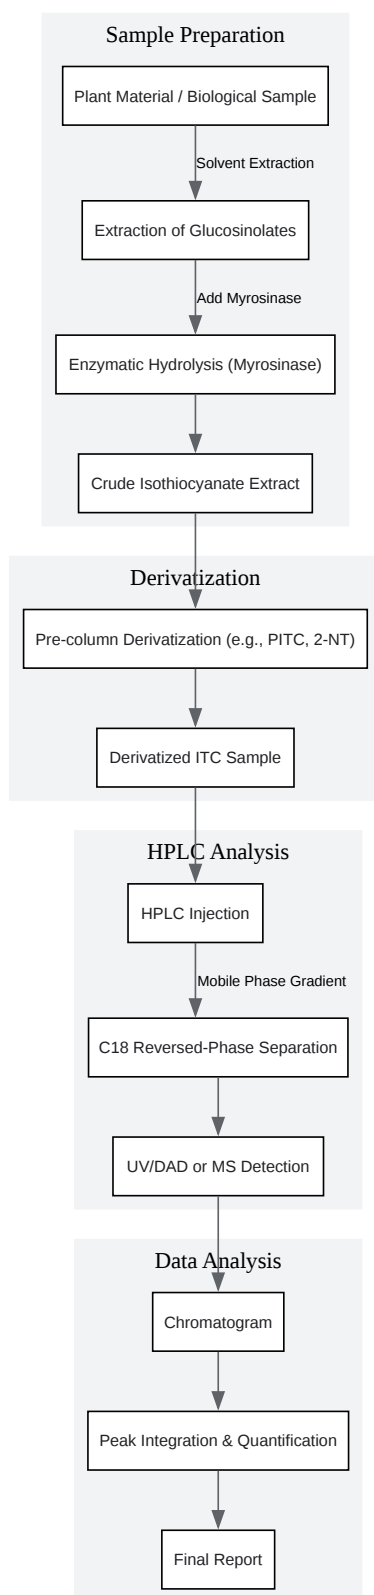 Sample Preparation
Plant Material / Biological Sample
Solvent Extraction
Extraction of Glucosinolates
Add Myrosinase
Enzymatic Hydrolysis (Myrosinase)
Crude Isothiocyanate Extract
Derivatization
Pre-column Derivatization (e.g., PITC, 2-NT)
Derivatized ITC Sample
HPLC Analysis
HPLC Injection
Mobile Phase Gradient
C18 Reversed-Phase Separation
UV/DAD or MS Detection
Data Analysis
Chromatogram
Peak Integration & Quantification
Final Report